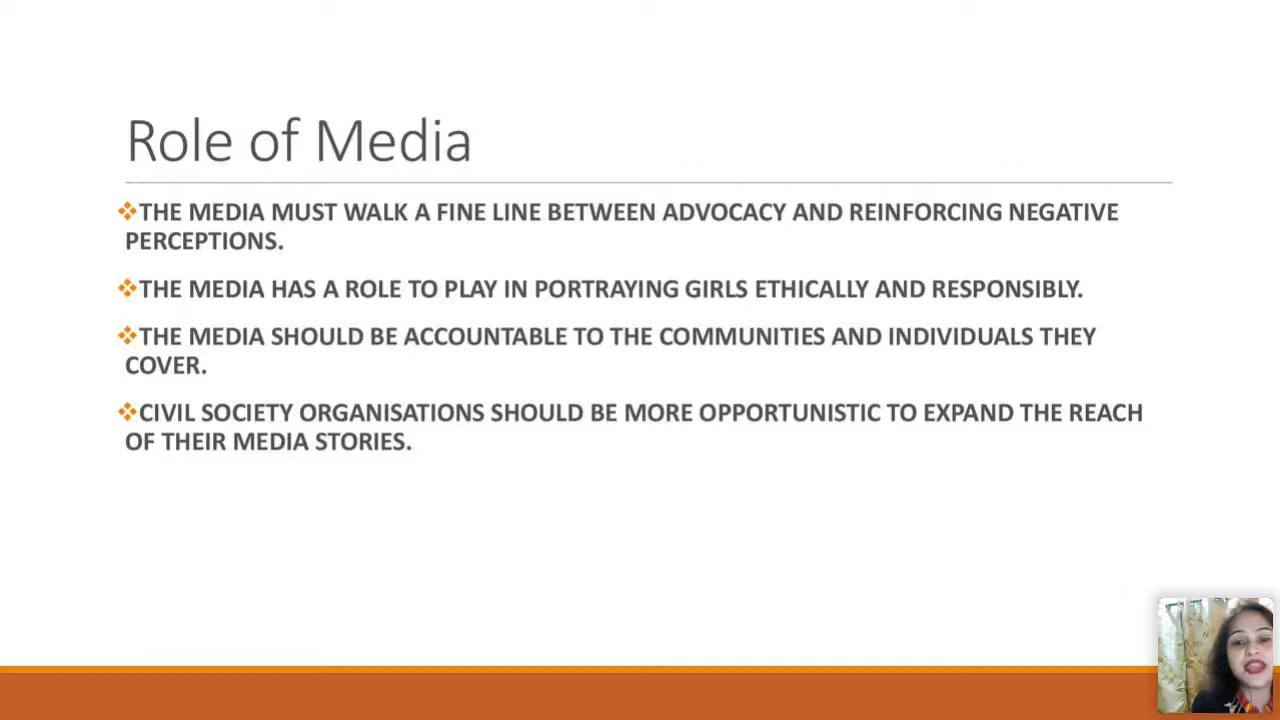 Role of Media
THE MEDIA MUST WALK A FINE LINE BETWEEN ADVOCACY AND REINFORCING NEGATIVE
PERCEPTIONS.
THE MEDIA HAS A ROLE TO PLAY IN PORTRAYING GIRLS ETHICALLY AND RESPONSIBLY.
THE MEDIA SHOULD BE ACCOUNTABLE TO THE COMMUNITIES AND INDIVIDUALS THEY
COVER.
CIVIL SOCIETY ORGANISATIONS SHOULD BE MORE OPPORTUNISTIC TO EXPAND THE REACH
OF THEIR MEDIA STORIES.